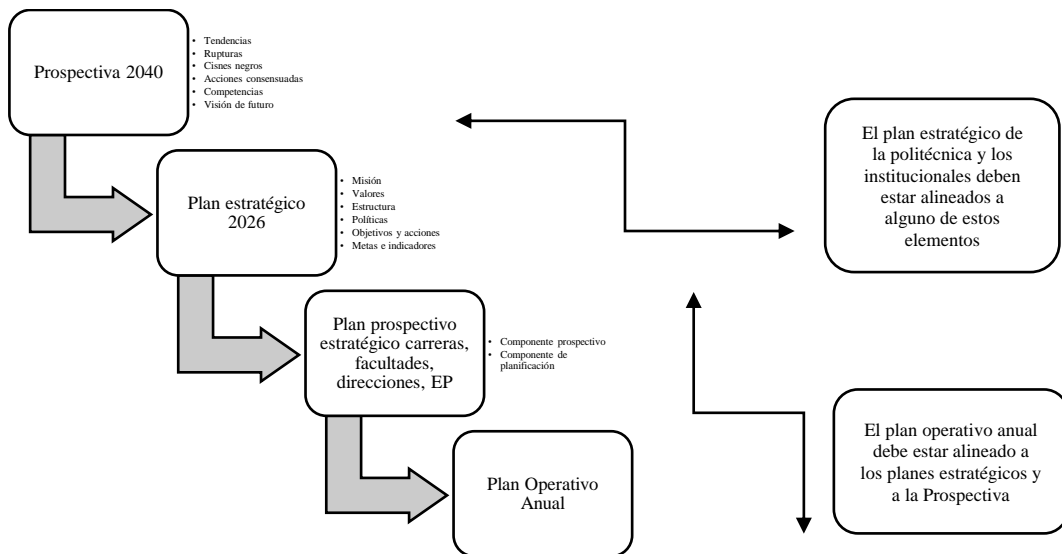 Prospectiva 2040
• Tendencias
• Rupturas
• Cisnes negros
• Acciones consensuadas
• Competencias
• Visión de futuro
Plan estratégico
2026
• Misión
• Valores
• Estructura
• Políticas
• Objetivos y acciones
• Metas e indicadores
Plan prospectivo
estratégico carreras,
facultades,
direcciones, EP
• Componente prospectivo
• Componente de
planificación
Plan Operativo
Anual
El plan estratégico de
la politécnica y los
institucionales deben
estar alineados a
alguno de estos
elementos
El plan operativo anual
debe estar alineado a
los planes estratégicos y
a la Prospectiva